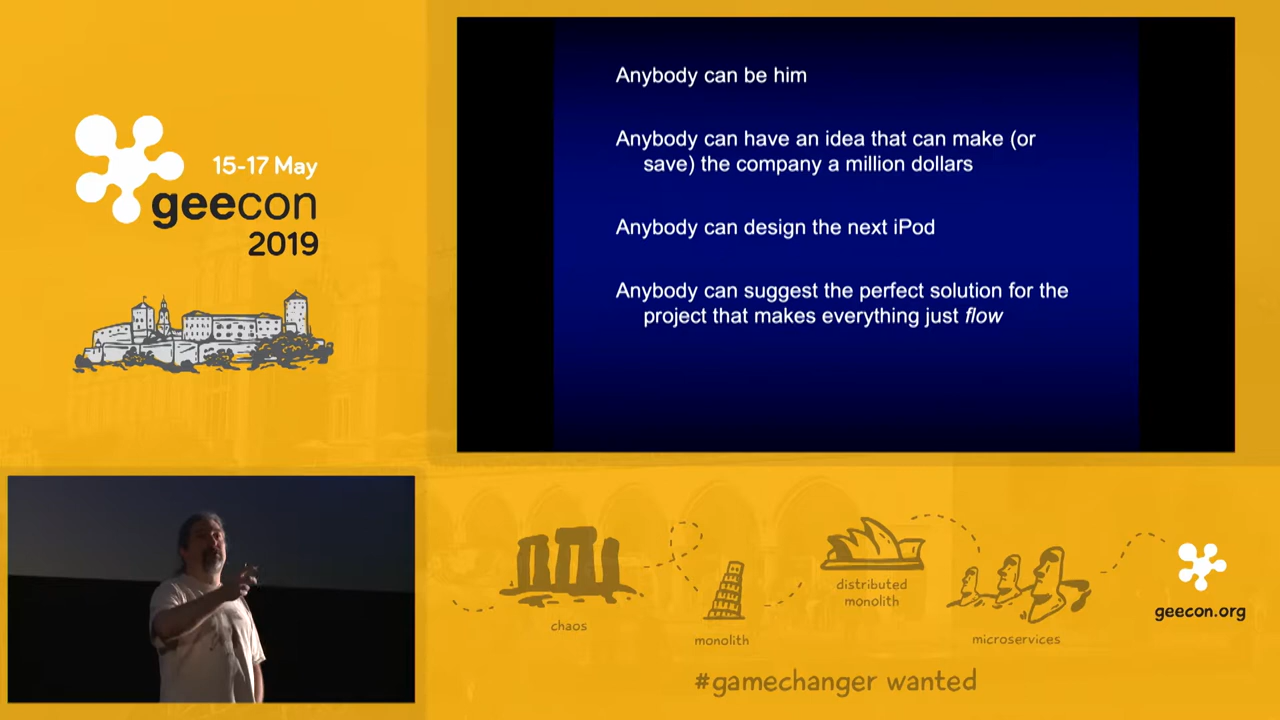 15-17 May
geecon
2019
Anybody can be him
Anybody can have an idea that can make (or
save) the company a million dollars
Anybody can design the next iPod
Anybody can suggest the perfect solution for the
project that makes everything just flow
chaos
monolith
distributed
monolith
microservices
geecon.org
#gamechanger wanted